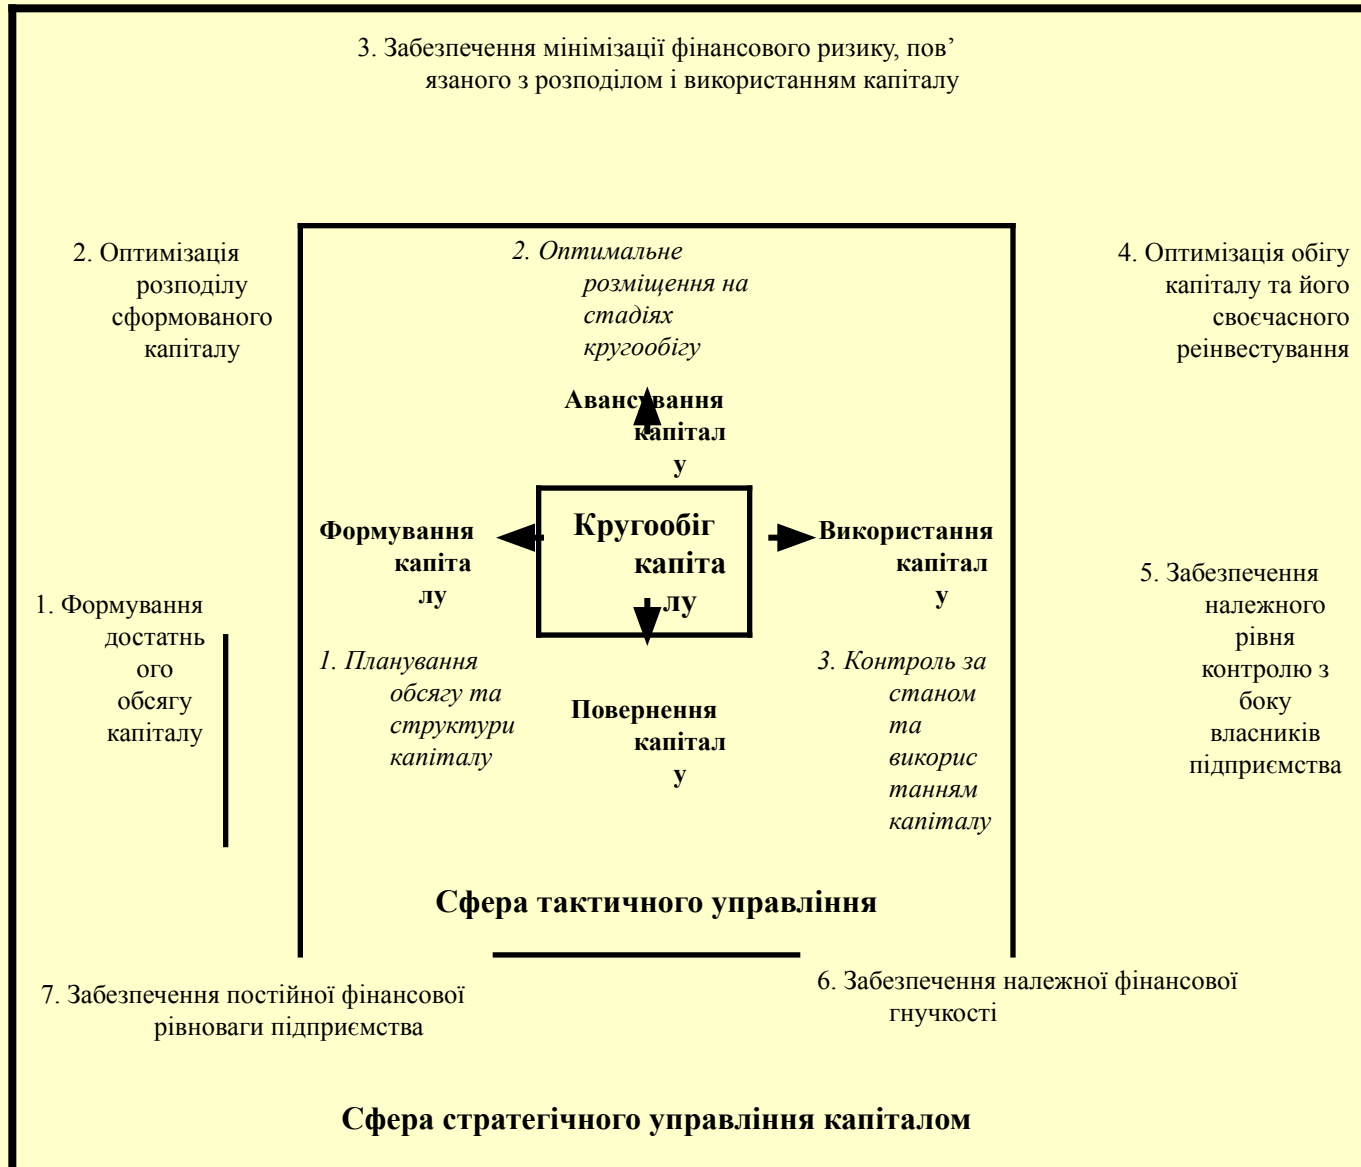 3. Забезпечення мінімізації фінансового ризику, пов’
язаного з розподілом і використанням капіталу
2. Оптимізація
розподілу
сформованого
капіталу
2. Оптимальне
розміщення на
стадіях
кругообігу
4. Оптимізація обігу
капіталу та його
своєчасного
реінвестування
Авансування
капітал
у
Формування
капіта
лу
Кругообіг
капіта
лу
Використання
капітал
у
1. Формування
достатнь
ого
обсягу
капіталу
5. Забезпечення
належного
рівня
контролю з
боку
власників
підприємства
1. Планування
обсягу та
структури
капіталу
Повернення
капітал
у
3. Контроль за
станом
та
викорис
танням
капіталу
Сфера тактичного управління
7. Забезпечення постійної фінансової
рівноваги підприємства
6. Забезпечення належної фінансової
гнучкості
Сфера стратегічного управління капіталом